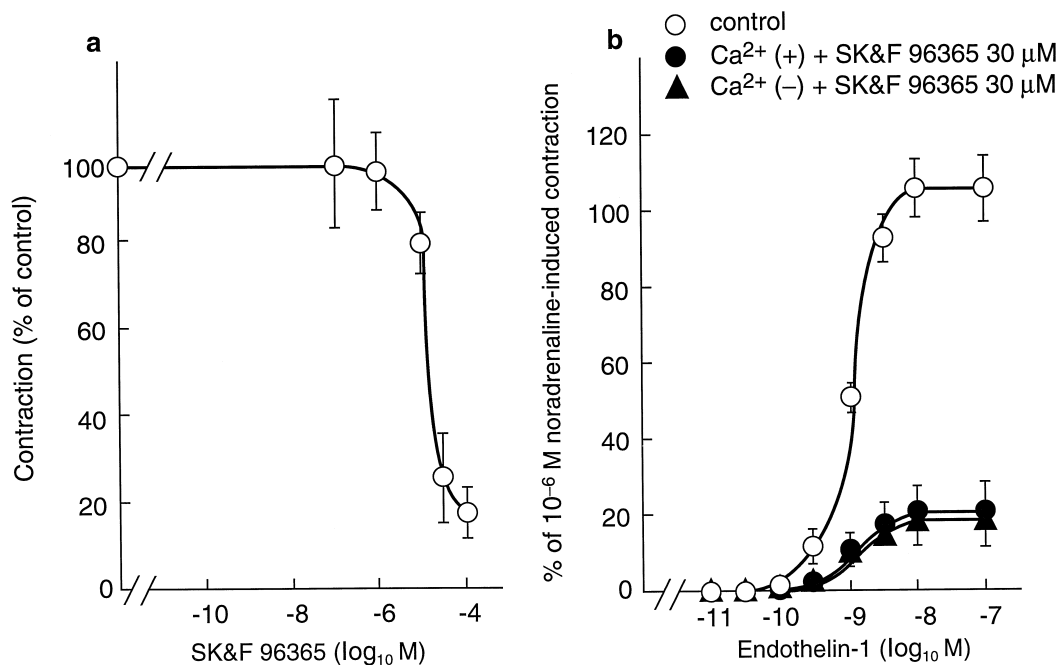 a
Contraction (% of control)
100
80
60
40
20
0
-10
-8
-6
-4
SK&F 96365 (log10 M)
b
control
Ca2+ (+) + SK&F 96365 30 μM
Ca2+ (–) + SK&F 96365 30 μM
% of 10–6 M noradrenaline-induced contraction
120
100
80
60
40
20
0
-11
-10
-9
-8
-7
Endothelin-1 (log10 M)